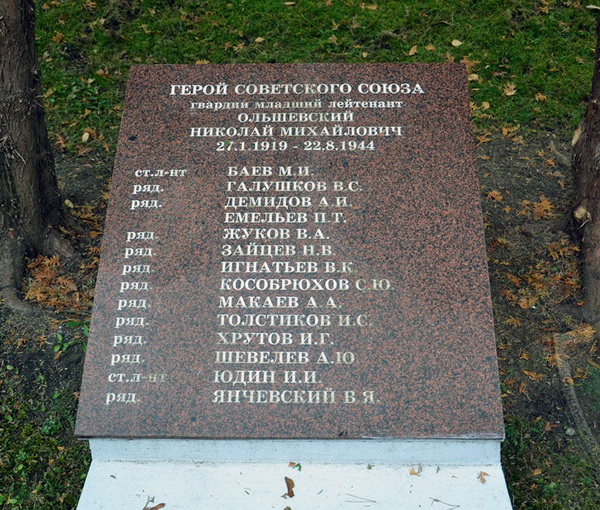 ГЕРОЙ СОВЕТСКОГО СОЮЗА
гвардии младший лейтенант
ОЛЬШЕВСКИЙ
НИКОЛАЙ МИХАЙЛОВИЧ
27.1.1919 - 22.8.1944
ст.л-нт БАЕВ М.И.
ряд. ГАЛУШКОВ В.С.
ряд. ДЕМИДОВ А.И.
ЕМЕЛЬЕВ П.Т.
ряд. ЖУКОВ В.А.
ряд. ЗАЙЦЕВ Н.В.
ряд. ИГНАТЬЕВ В.К.
ряд. КОСОБРЮХОВ С.Ю.
ряд. МАКАЕВ А.А.
ряд. ТОЛСТИКОВ И.С.
ряд. ХРУТОВ И.Г.
ряд. ШЕВЕЛЕВ А.Ю
ст.л-нт ЮДИН И.И.
ряд. ЯНЧЕВСКИЙ В.Я.